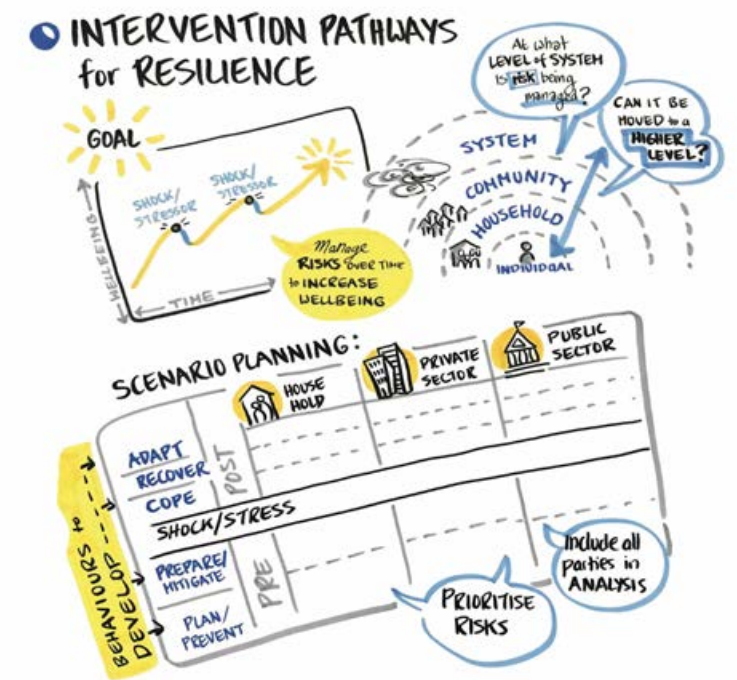 INTERVENTION PATHWAYS
for RESILIENCE
GOAL
SHOCK/
STRESSOR
SHOCK/
STRESSOR
WELLBEING
TIME
Manage
RISKS OVER TIME
to INCREASE
WELLBEING
At what
LEVEL of SYSTEM
is risk being
managed?
CAN IT BE
MOVED to a
HIGHER
LEVEL?
SYSTEM
COMMUNITY
HOUSEHOLD
INDIVIDUAL
SCENARIO PLANNING:
HOUSE
HOLD
PRIVATE
SECTOR
PUBLIC
SECTOR
BEHAVIOURS to
DEVELOP
ADAPT
RECOVER
COPE
POST
SHOCK/STRESS
PREPARE/
MITIGATE
PLAN/
PREVENT
PRE
PRIORITISE
RISKS
Include all
parties in
ANALYSIS